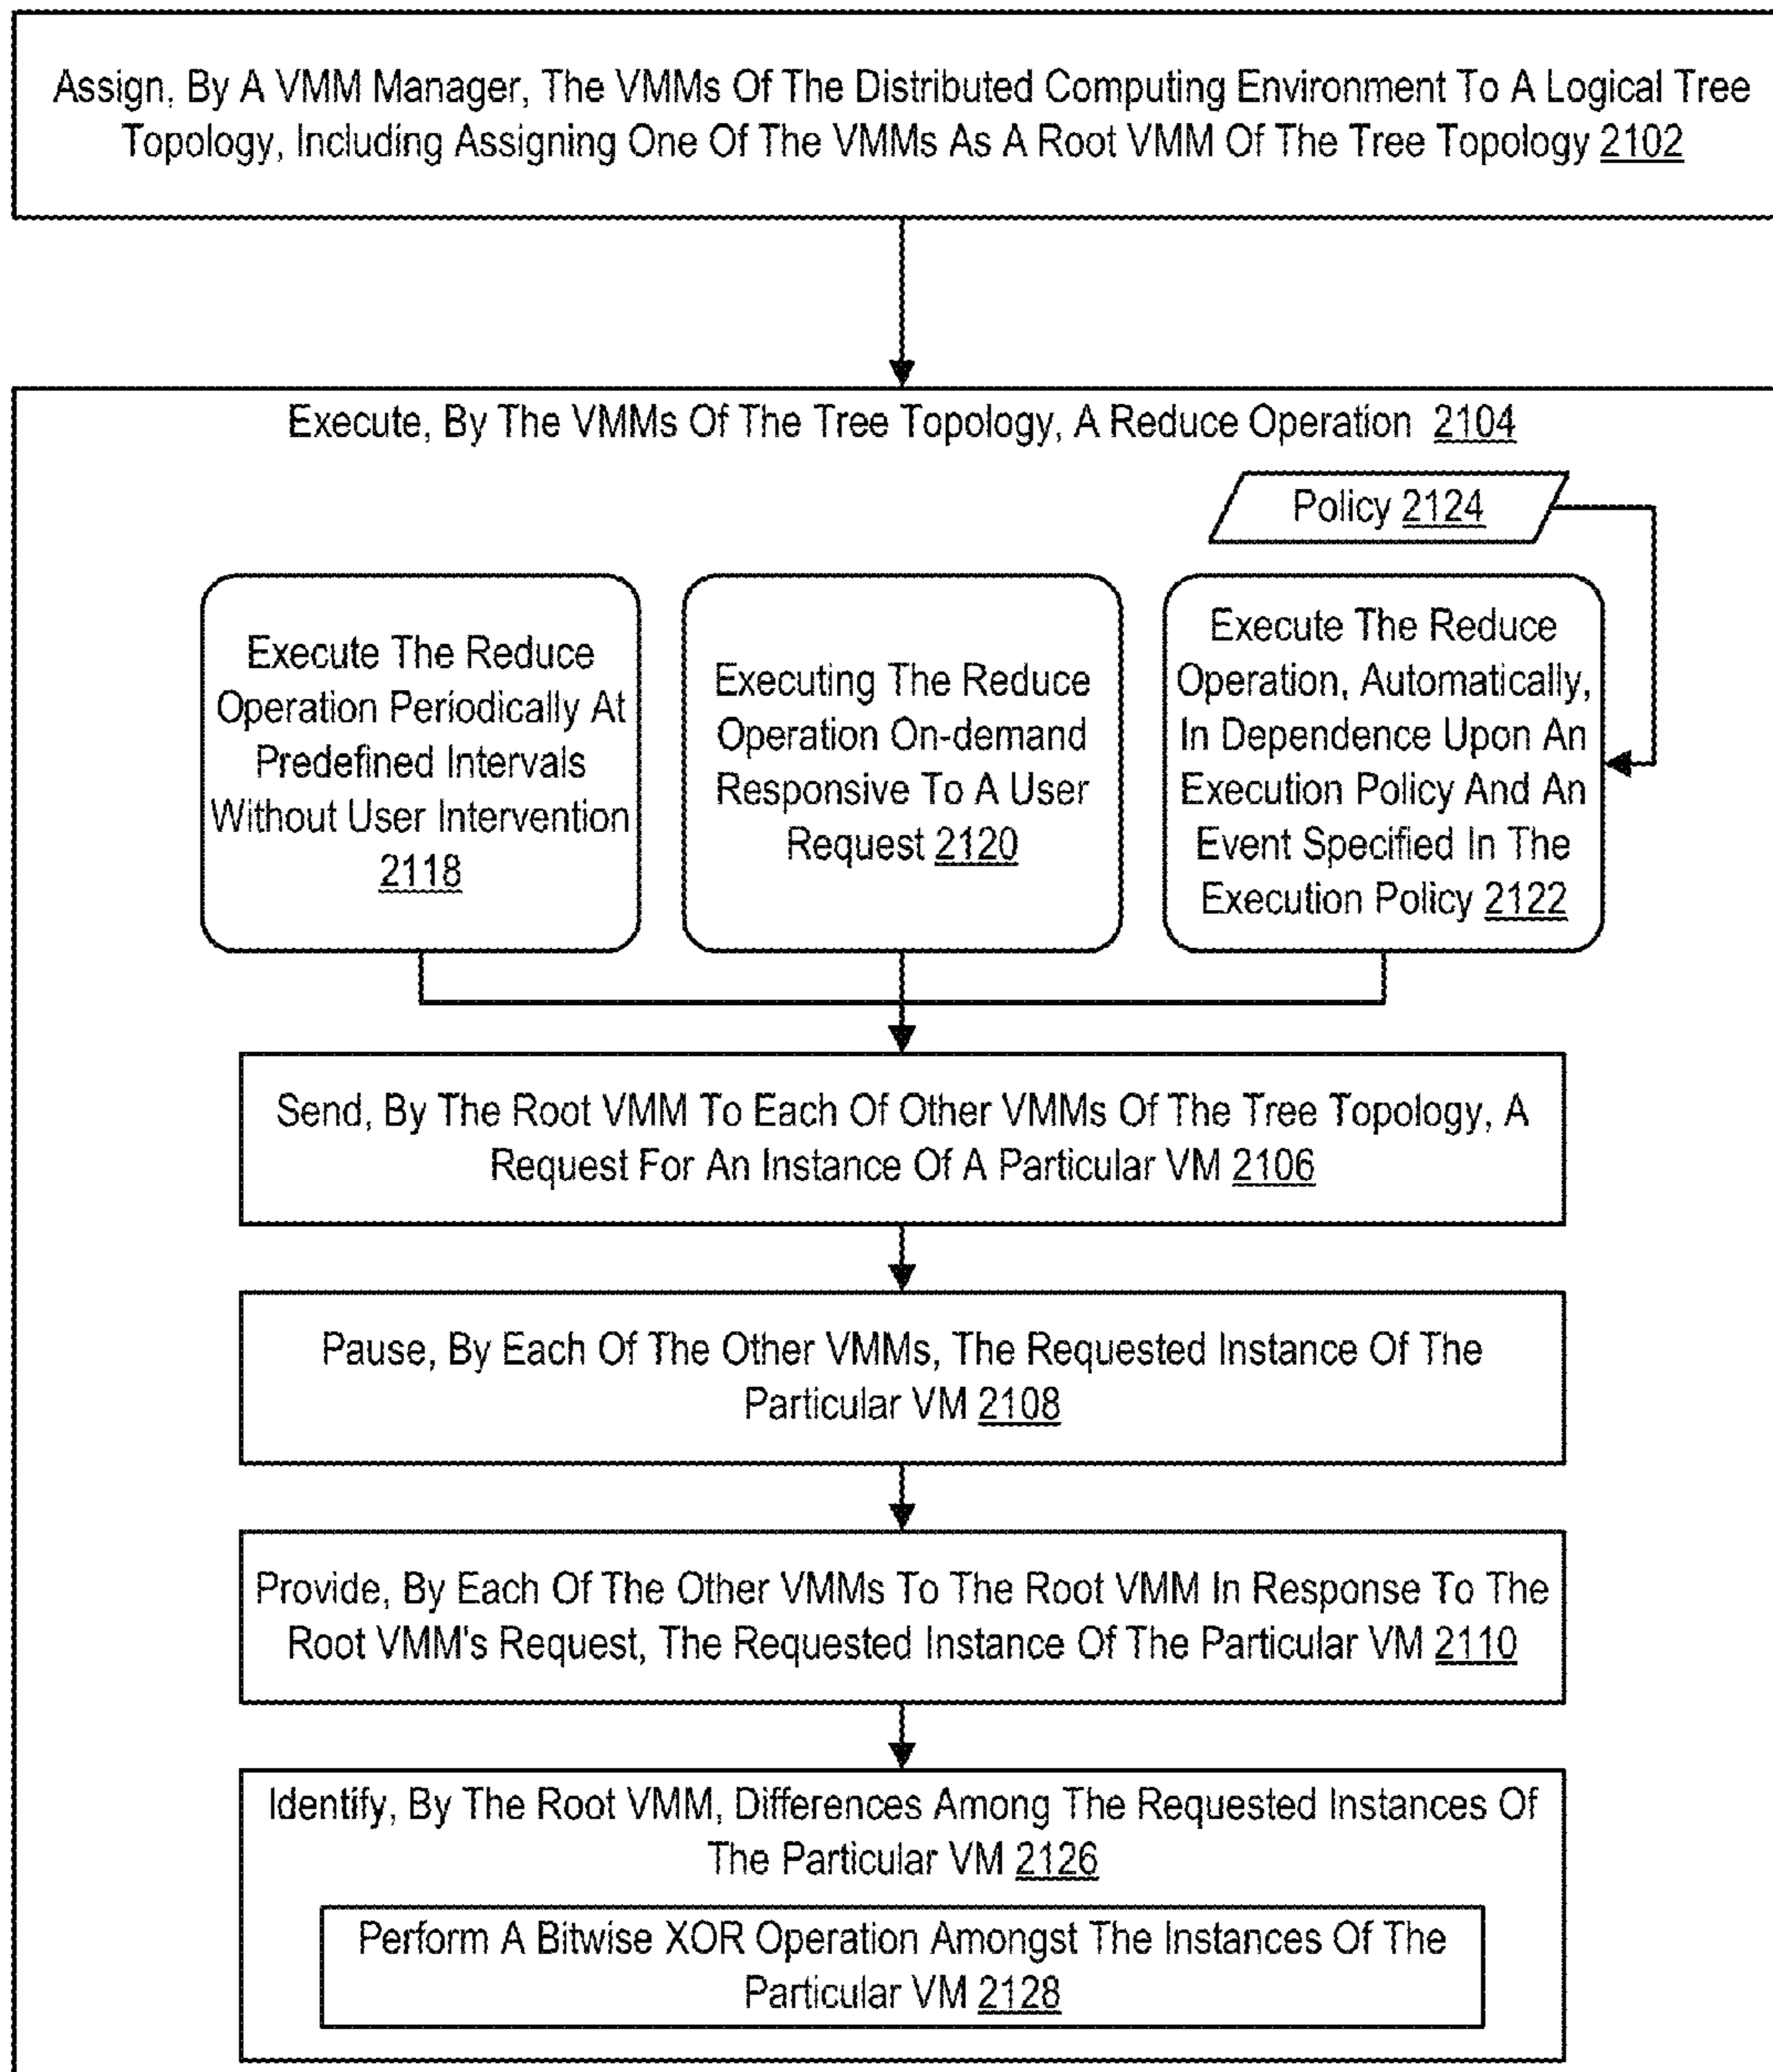 Assign, By A VMM Manager, The VMMs Of The Distributed Computing Environment To A Logical Tree
Topology, Including Assigning One Of The VMMs As A Root VMM Of The Tree Topology 2102
Execute, By The VMMs Of The Tree Topology, A Reduce Operation 2104
Policy 2124
Execute The Reduce
Operation Periodically At
Predefined Intervals
Without User Intervention
2118
Executing The Reduce
Operation On-demand
Responsive To A User
Request 2120
Execute The Reduce
Operation, Automatically,
In Dependence Upon An
Execution Policy And An
Event Specified In The
Execution Policy 2122
Send, By The Root VMM To Each Of Other VMMs Of The Tree Topology, A
Request For An Instance Of A Particular VM 2106
Pause, By Each Of The Other VMMs, The Requested Instance Of The
Particular VM 2108
Provide, By Each Of The Other VMMs To The Root VMM In Response To The
Root VMM's Request, The Requested Instance Of The Particular VM 2110
Identify, By The Root VMM, Differences Among The Requested Instances Of
The Particular VM 2126
Perform A Bitwise XOR Operation Amongst The Instances Of The
Particular VM 2128